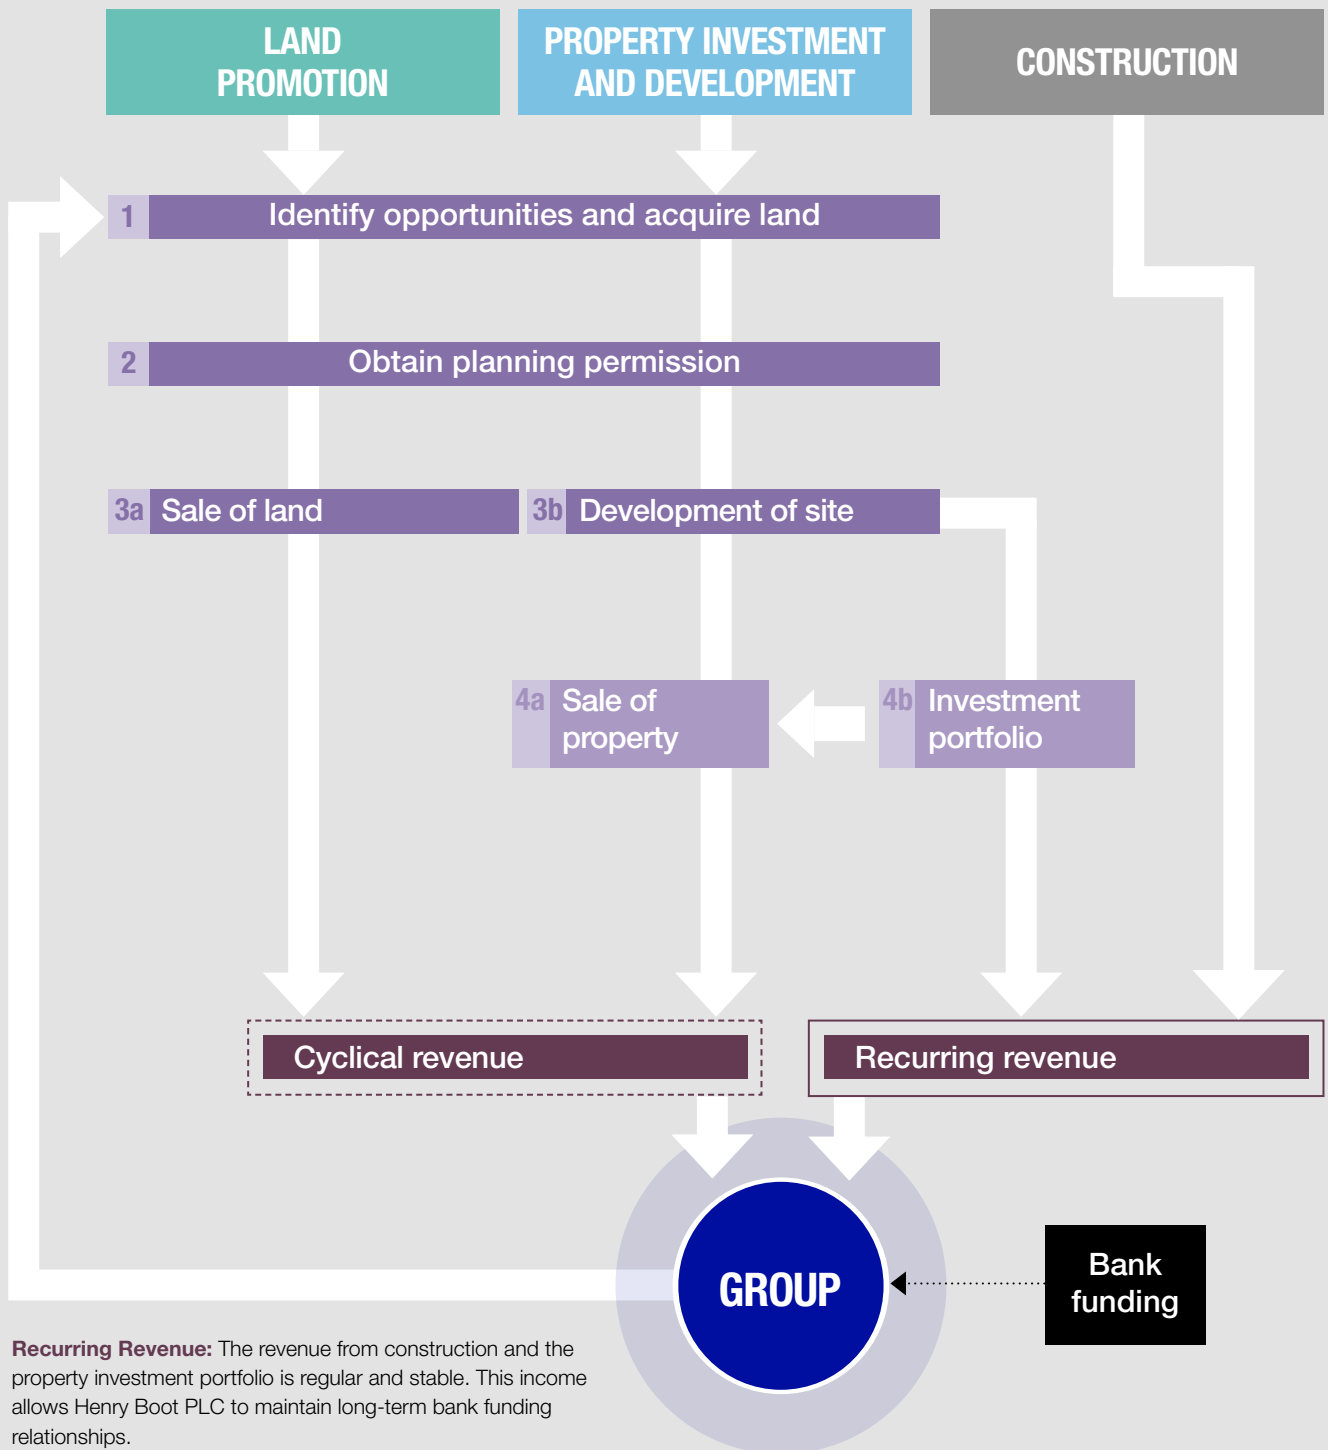 LAND
PROMOTION
PROPERTY INVESTMENT
AND DEVELOPMENT
CONSTRUCTION
1 Identify opportunities and acquire land
2 Obtain planning permission
3a Sale of land
3b Development of site
4a Sale of
property
4b Investment
portfolio
Cyclical revenue
Recurring revenue
GROUP
Bank
funding
Recurring Revenue: The revenue from construction and the
property investment portfolio is regular and stable. This income
allows Henry Boot PLC to maintain long-term bank funding
relationships.